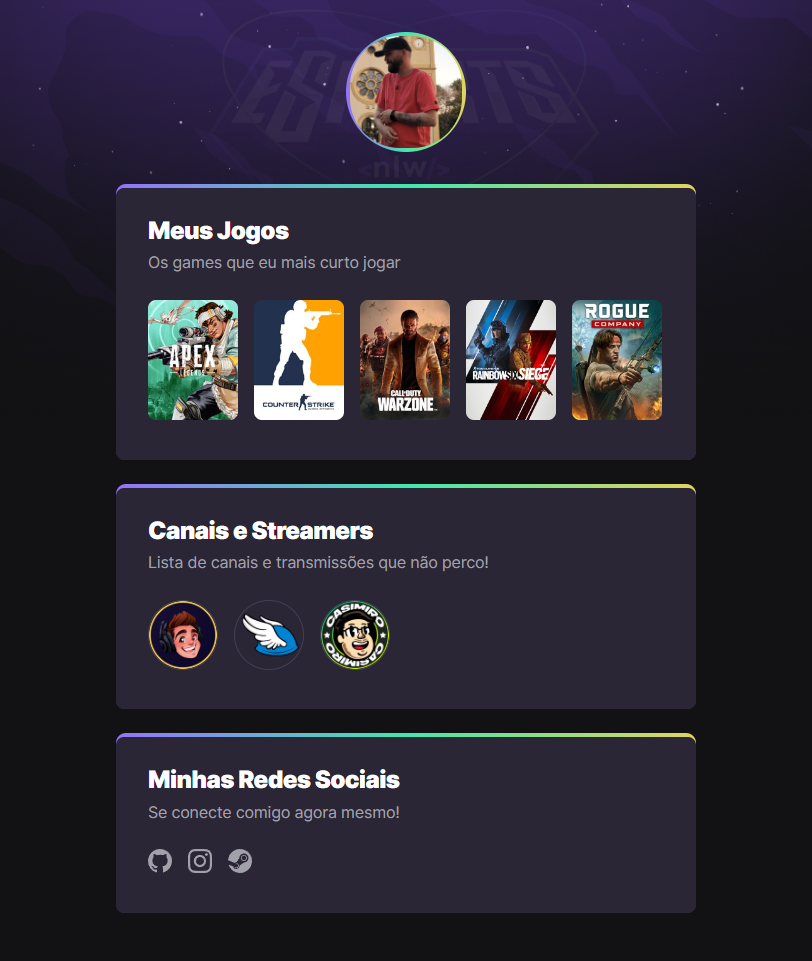 ESPORTS
<nlw/>
Meus Jogos
Os games que eu mais curto jogar
APEX
LEGENDS
COUNTER STRIKE
CALL OF DUTY
WARZONE
RAINBOW SIX SIEGE
ROGUE
COMPANY
Canais e Streamers
Lista de canais e transmissões que não perco!
CASIMIRO
CASIMIRO
Minhas Redes Sociais
Se conecte comigo agora mesmo!